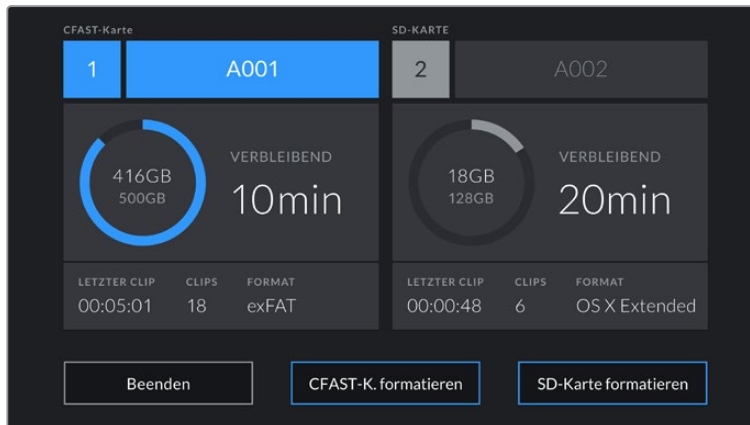 CFAST-Karte
1
A001
416GB
500GB
VERBLEIBEND
10min
LETZTER CLIP
CLIPS
FORMAT
00:05:01
18
exFAT
SD-KARTE
2
A002
18GB
128GB
VERBLEIBEND
20min
LETZTER CLIP
CLIPS
FORMAT
00:00:48
6
OS X Extended
Beenden
CFAST-K. formatieren
SD-Karte formatieren